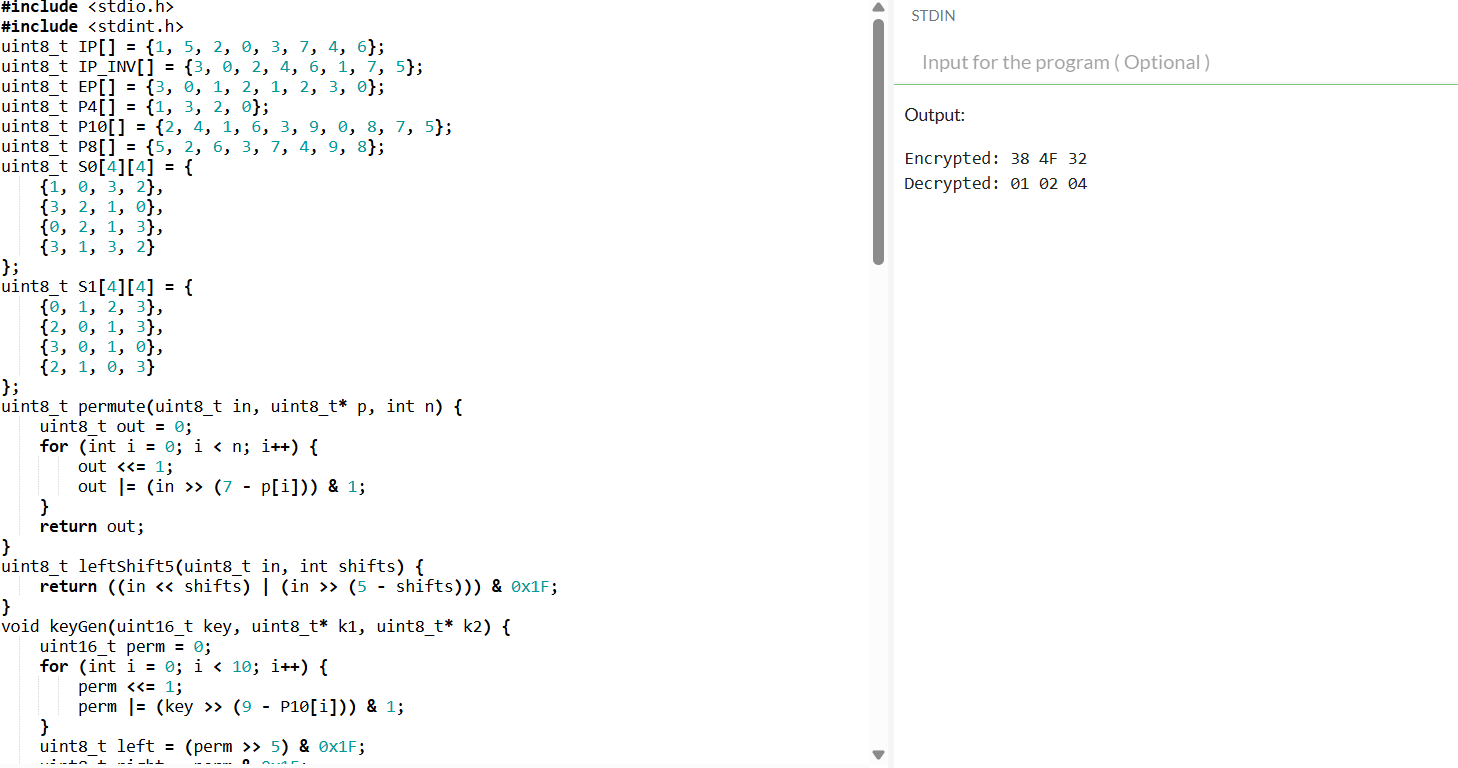 #include <stdio.h>
#include <stdint.h>
uint8_t IP[] = {1, 5, 2, 0, 3, 7, 4, 6};
uint8_t IP_INV[] = {3, 0, 2, 4, 6, 1, 7, 5};
uint8_t EP[] = {3, 0, 1, 2, 1, 2, 3, 0};
uint8_t P4[] = {1, 3, 2, 0};
uint8_t P10[] = {2, 4, 1, 6, 3, 9, 0, 8, 7, 5};
uint8_t P8[] = {5, 2, 6, 3, 7, 4, 9, 8};
uint8_t S0[4][4] = {
    {1, 0, 3, 2},
    {3, 2, 1, 0},
    {0, 2, 1, 3},
    {3, 1, 3, 2}
};
uint8_t S1[4][4] = {
    {0, 1, 2, 3},
    {2, 0, 1, 3},
    {3, 0, 1, 0},
    {2, 1, 0, 3}
};
uint8_t permute(uint8_t in, uint8_t* p, int n) {
    uint8_t out = 0;
    for (int i = 0; i < n; i++) {
        out <<= 1;
        out |= (in >> (7 - p[i])) & 1;
    }
    return out;
}
uint8_t leftShift5(uint8_t in, int shifts) {
    return ((in << shifts) | (in >> (5 - shifts))) & 0x1F;
}
void keyGen(uint16_t key, uint8_t* k1, uint8_t* k2) {
    uint16_t perm = 0;
    for (int i = 0; i < 10; i++) {
        perm <<= 1;
        perm |= (key >> (9 - P10[i])) & 1;
    }
    uint8_t left = (perm >> 5) & 0x1F;
STDIN
Input for the program ( Optional )
Output:
Encrypted: 38 4F 32
Decrypted: 01 02 04